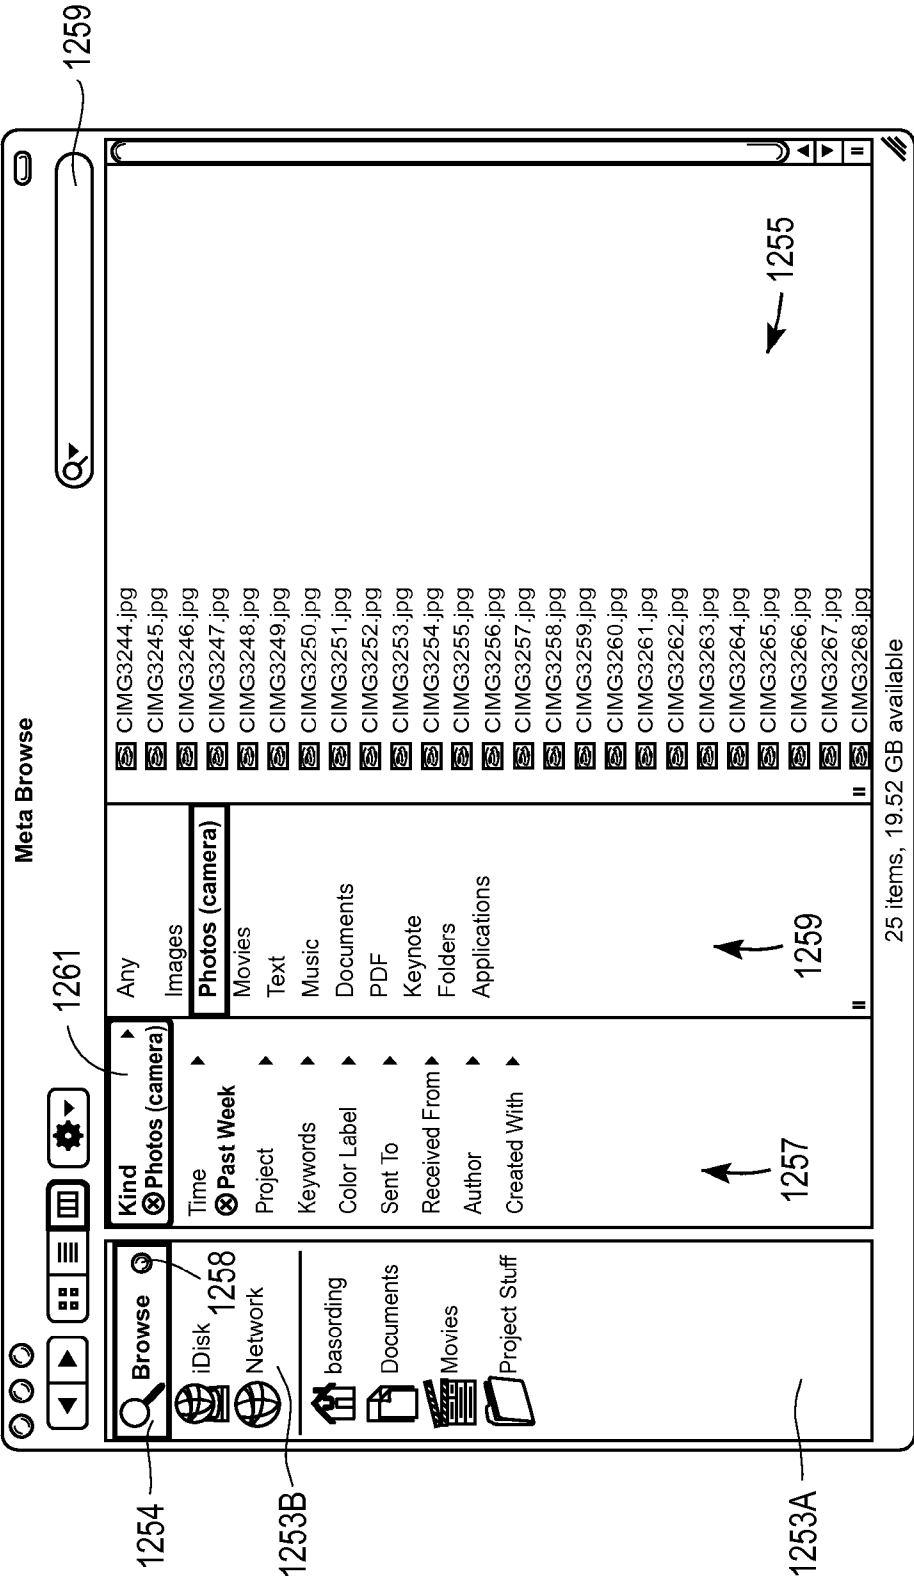 1259
Meta Browse
1261
1254
Browse
1258
iDisk
Network
1253B
basording
Documents
Movies
Project Stuff
1253A
Kind
Photos (camera)
Time
Past Week
Project
Keywords
Color Label
Sent To
Received From
Author
Created With
1257
Any
Images
Photos (camera)
Movies
Text
Music
Documents
PDF
Keynote
Folders
Applications
1259
CIMG3244.jpg
CIMG3245.jpg
CIMG3246.jpg
CIMG3247.jpg
CIMG3248.jpg
CIMG3249.jpg
CIMG3250.jpg
CIMG3251.jpg
CIMG3252.jpg
CIMG3253.jpg
CIMG3254.jpg
CIMG3255.jpg
CIMG3256.jpg
CIMG3257.jpg
CIMG3258.jpg
CIMG3259.jpg
CIMG3260.jpg
CIMG3261.jpg
CIMG3262.jpg
CIMG3263.jpg
CIMG3264.jpg
CIMG3265.jpg
CIMG3266.jpg
CIMG3267.jpg
CIMG3268.jpg
1255
25 items, 19.52 GB available